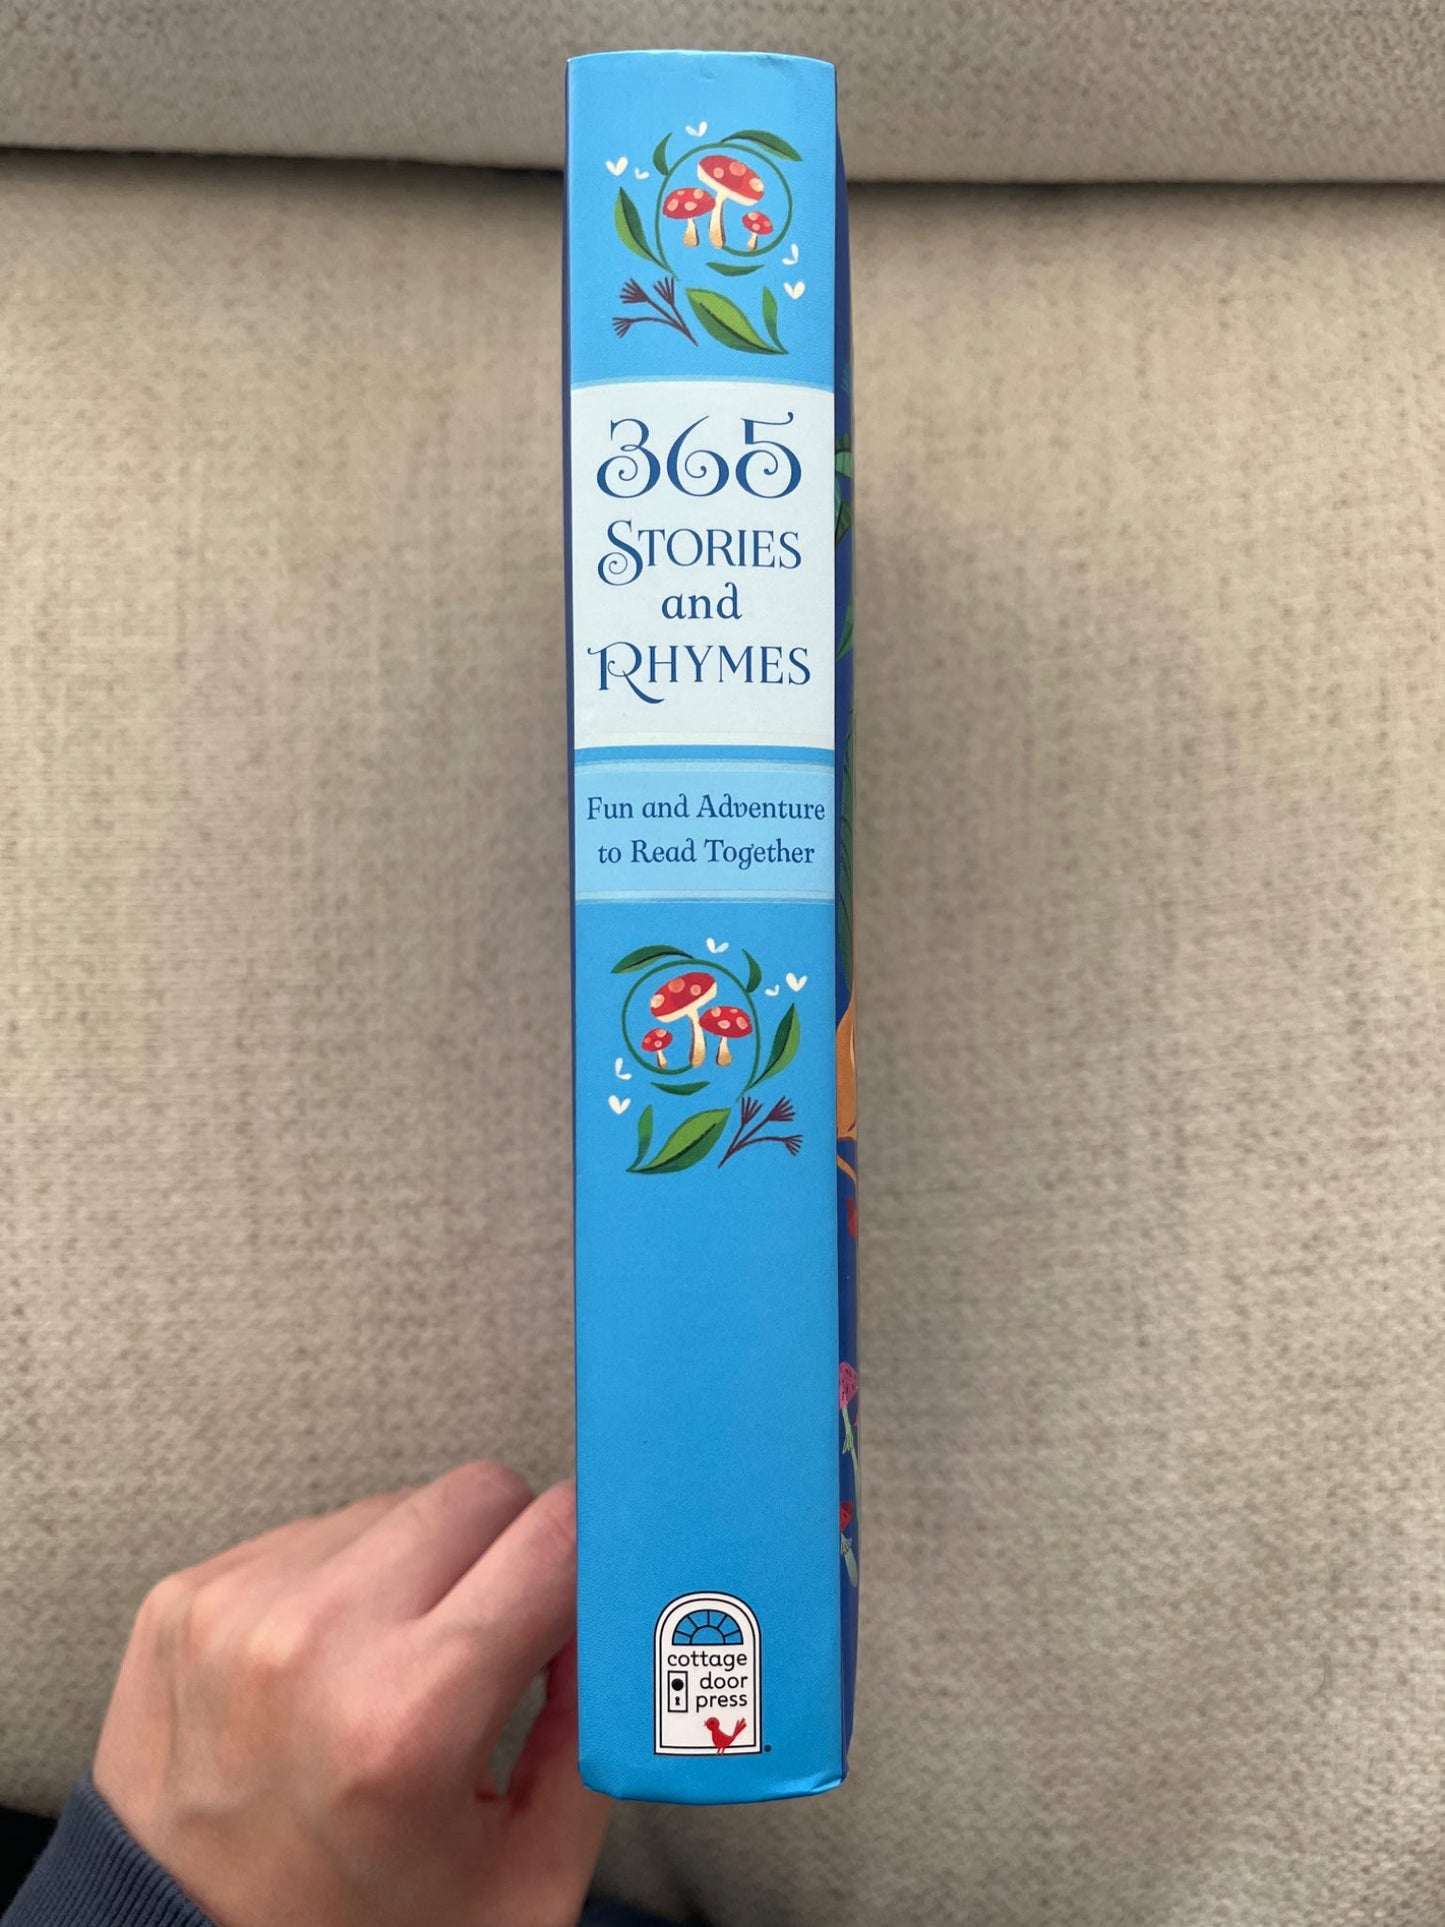 365
STORIES
and
RHYMES
Fun and Adventure
to Read Together
cottage
door
press